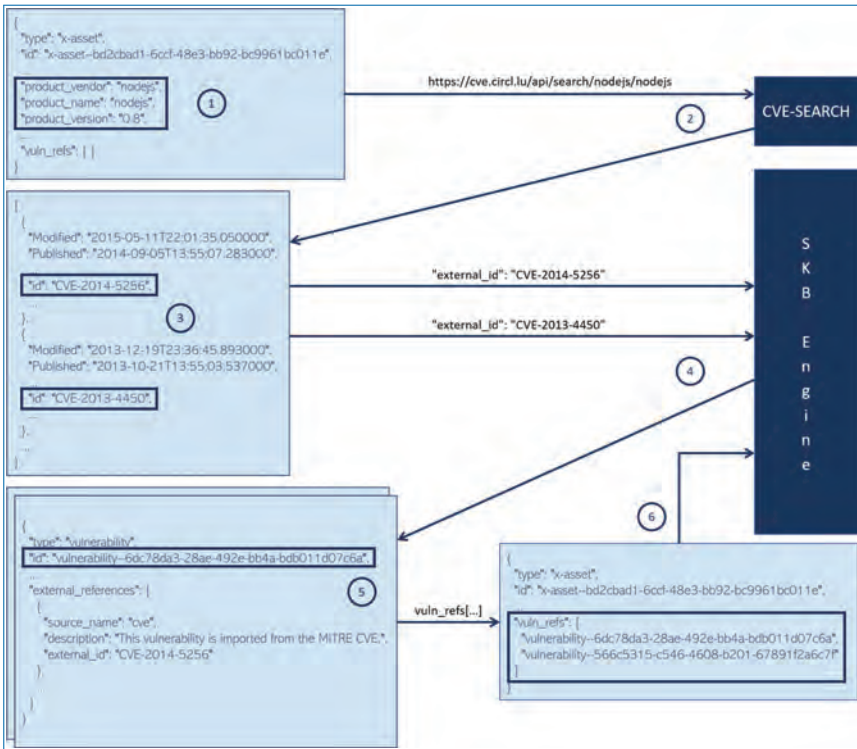 {
"type": "x-asset",
"id": "x-asset--bd2cbad1-6ccf-48e3-bb92-bc9961bc011e",
...
"product_vendor": "nodejs",
"product_name": "nodejs",
"product_version": "0.8",
...
"vuln_refs": [ ]
}
1
https://cve.circl.lu/api/search/nodejs/nodejs
2
CVE-SEARCH
[
{
"Modified": "2015-05-11T22:01:35.050000",
"Published": "2014-09-05T13:55:07.283000",
...
"id": "CVE-2014-5256",
...
},
{
"Modified": "2013-12-19T23:36:45.893000",
"Published": "2013-10-21T13:55:03.537000",
...
"id": "CVE-2013-4450",
...
},
...
]
3
"external_id": "CVE-2014-5256"
"external_id": "CVE-2013-4450"
4
SKB Engine
{
"type": "vulnerability",
"id": "vulnerability--6dc78da3-28ae-492e-bb4a-bdb011d07c6a",
...
"external_references": [
{
"source_name": "cve",
"description": "This vulnerability is imported from the MITRE CVE.",
"external_id": "CVE-2014-5256"
},
...
]
}
5
vuln_refs[...]
6
{
"type": "x-asset",
"id": "x-asset--bd2cbad1-6ccf-48e3-bb92-bc9961bc011e",
...
"vuln_refs": [
"vulnerability--6dc78da3-28ae-492e-bb4a-bdb011d07c6a",
"vulnerability--566c5315-c546-4608-b201-67891f2a6c7f"
]
}